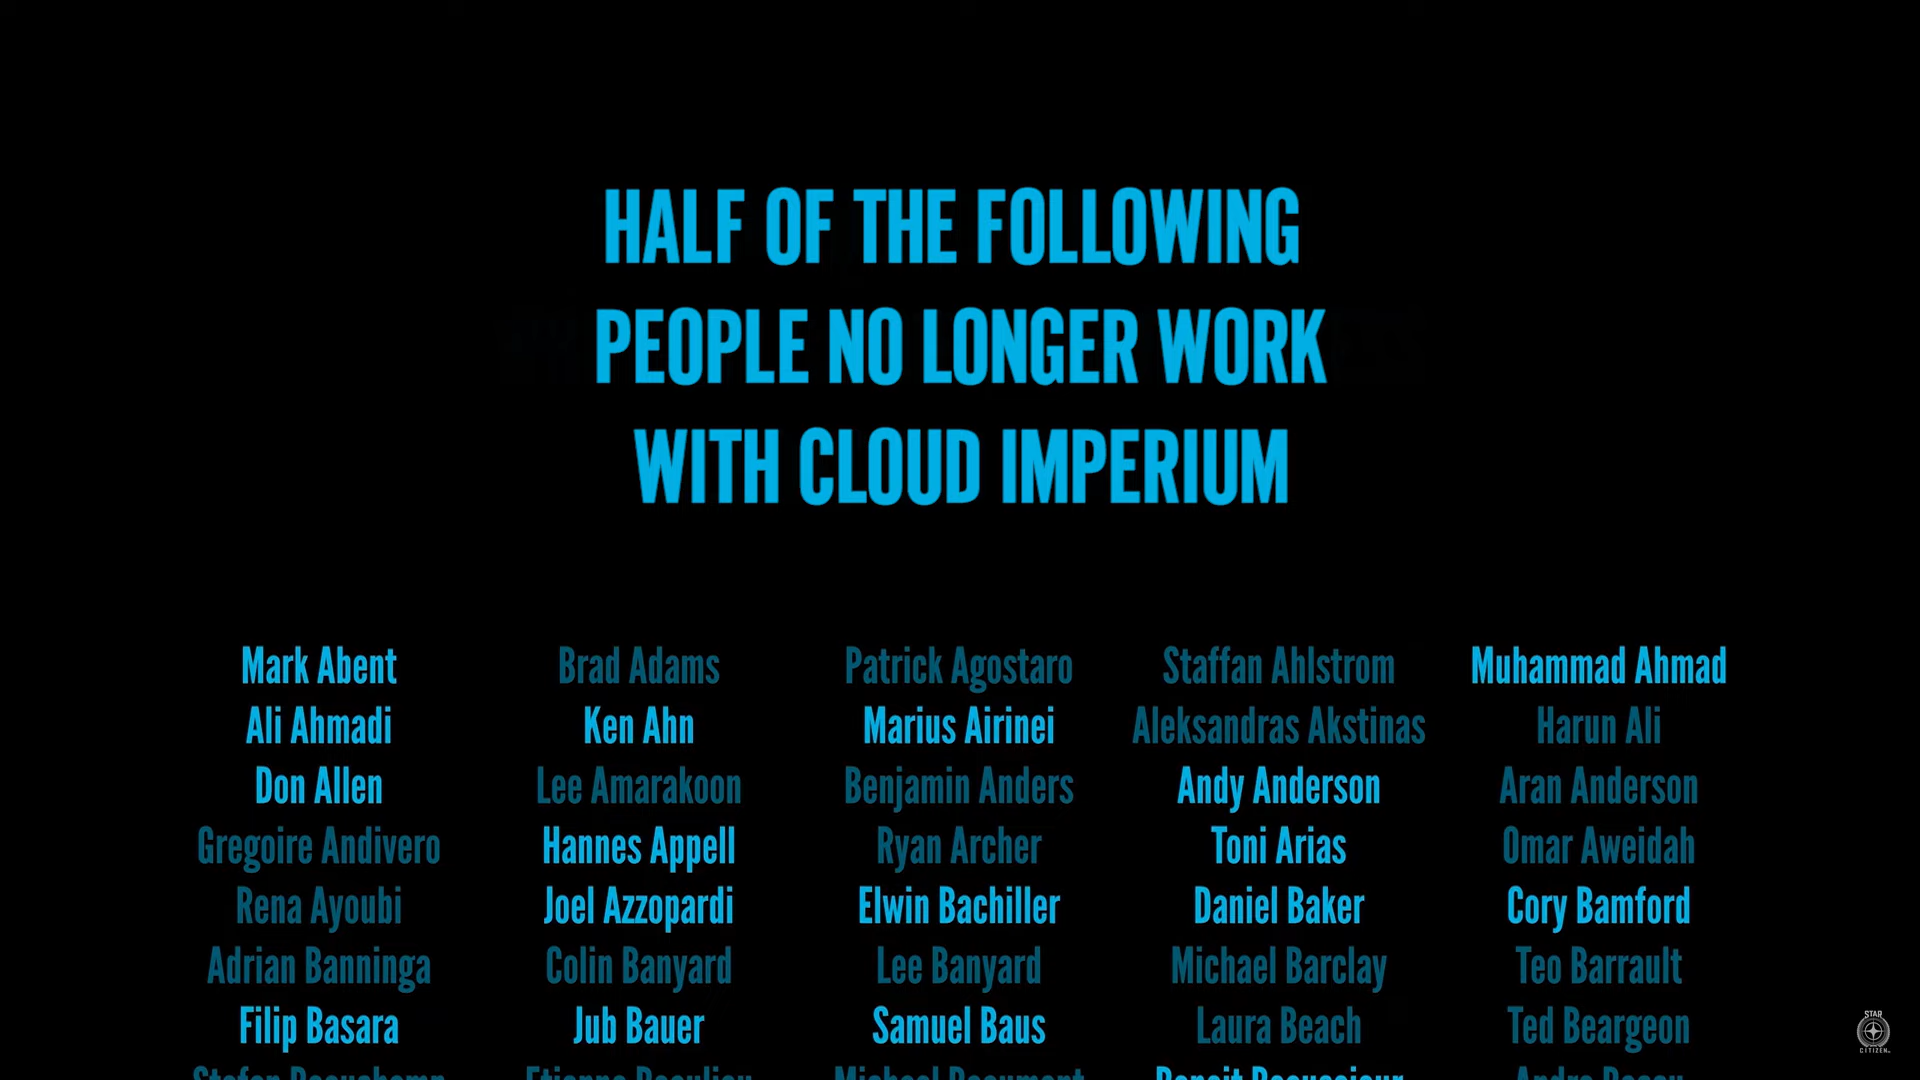 HALF OF THE FOLLOWING
PEOPLE NO LONGER WORK
WITH CLOUD IMPERIUM
Mark Abent Brad Adams Patrick Agostaro Staffan Ahlstrom Muhammad Ahmad
Ali Ahmadi Ken Ahn Marius Airinei Aleksandras Akstinas Harun Ali
Don Allen Lee Amarakoon Benjamin Anders Andy Anderson Aran Anderson
Gregoire Andivero Hannes Appell Ryan Archer Toni Arias Omar Aweidah
Rena Ayoubi Joel Azzopardi Elwin Bachiller Daniel Baker Cory Bamford
Adrian Banninga Colin Banyard Lee Banyard Michael Barclay Teo Barrault
Filip Basara Jub Bauer Samuel Baus Laura Beach Ted Beargeon
STAR
CITIZEN